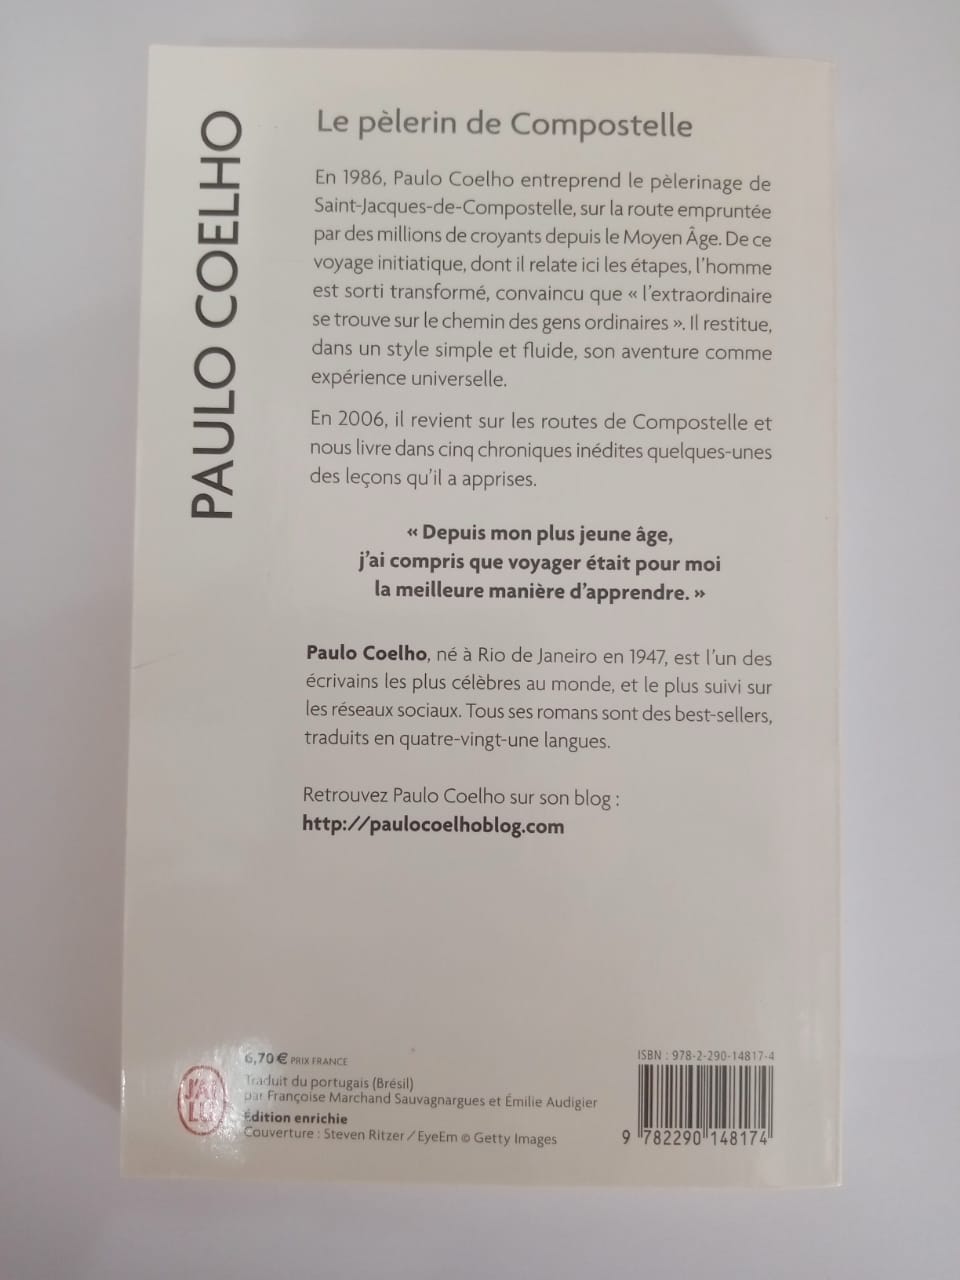 PAULO COELHO
Le pèlerin de Compostelle
En 1986, Paulo Coelho entreprend le pèlerinage de
Saint-Jacques-de-Compostelle, sur la route empruntée
par des millions de croyants depuis le Moyen Âge. De ce
voyage initiatique, dont il relate ici les étapes, l'homme
est sorti transformé, convaincu que « l'extraordinaire
se trouve sur le chemin des gens ordinaires ». Il restitue,
dans un style simple et fluide, son aventure comme
expérience universelle.
En 2006, il revient sur les routes de Compostelle et
nous livre dans cinq chroniques inédites quelques-unes
des leçons qu'il a apprises.
« Depuis mon plus jeune âge,
j'ai compris que voyager était pour moi
la meilleure manière d'apprendre. »
Paulo Coelho, né à Rio de Janeiro en 1947, est l'un des
écrivains les plus célèbres au monde, et le plus suivi sur
les réseaux sociaux. Tous ses romans sont des best-sellers,
traduits en quatre-vingt-une langues.
Retrouvez Paulo Coelho sur son blog :
http://paulocoelhoblog.com
J'AI
LU
6,70 € PRIX FRANCE
Traduit du portugais (Brésil)
par Françoise Marchand Sauvagnargues et Émilie Audigier
Édition enrichie
Couverture : Steven Ritzer / EyeEm © Getty Images
ISBN : 978-2-290-14817-4
9 782290 148174